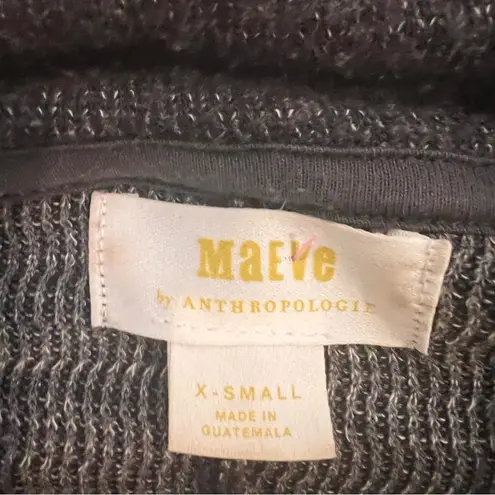 MaEVe
by ANTHROPOLOGIE
X-SMALL
MADE IN
GUATEMALA